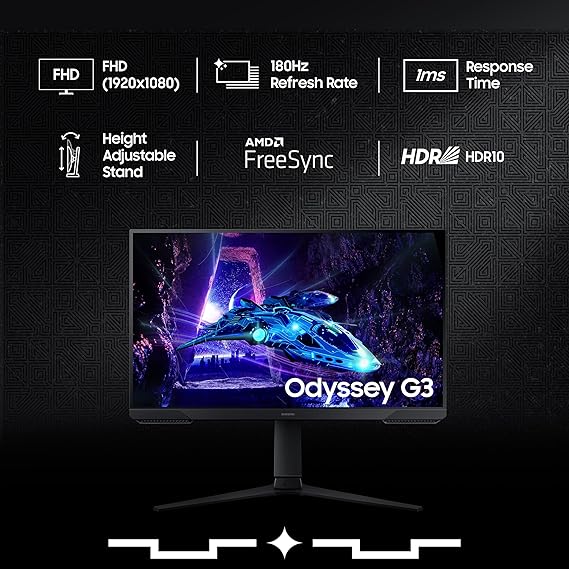 FHD
FHD
(1920x1080)
180Hz
Refresh Rate
1ms
Response
Time
Height
Adjustable
Stand
AMD
FreeSync
HDR
HDR10
Odyssey G3
SAMSUNG